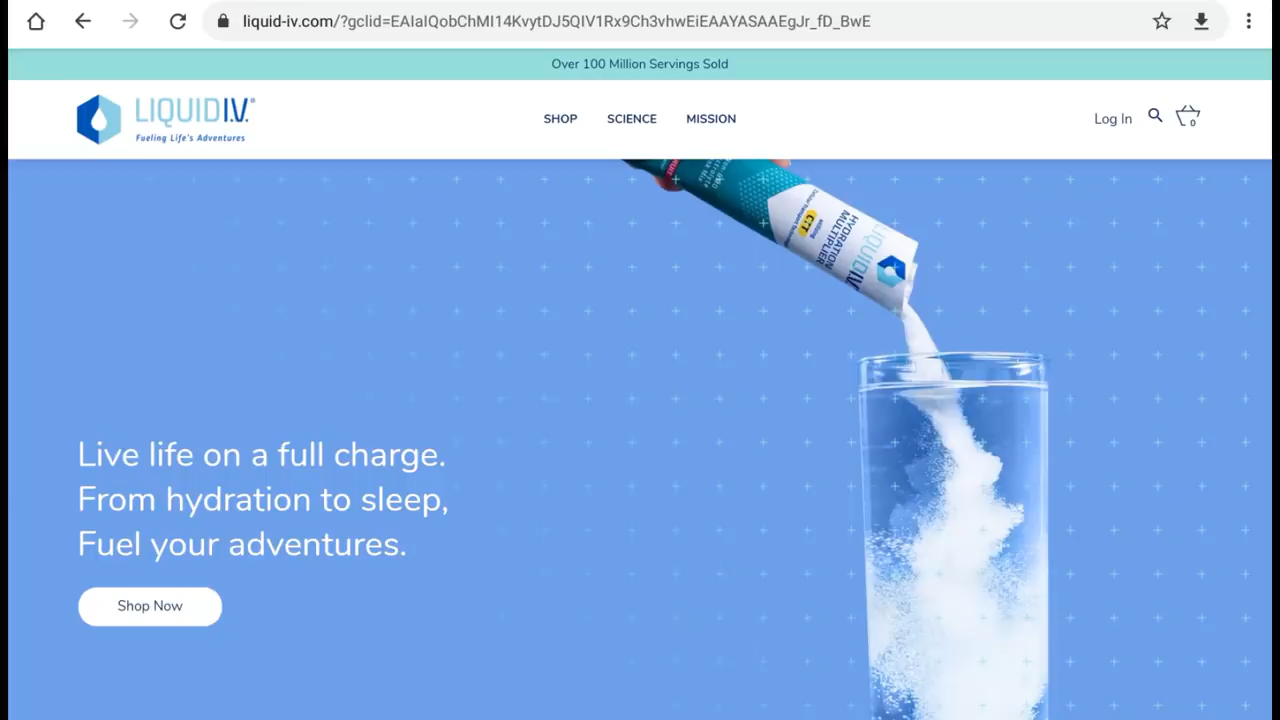 liquid-iv.com/?gclid=EAIaIQobChMI14KvytDJ5QIV1Rx9Ch3vhwEiEAAYASAAEgJr_fD_BwE
Over 100 Million Servings Sold
LIQUID I.V.®
Fueling Life's Adventures
SHOP SCIENCE MISSION
Log In
0
LIQUID I.V.
HYDRATION
MULTIPLIER
Live life on a full charge.
From hydration to sleep,
Fuel your adventures.
Shop Now